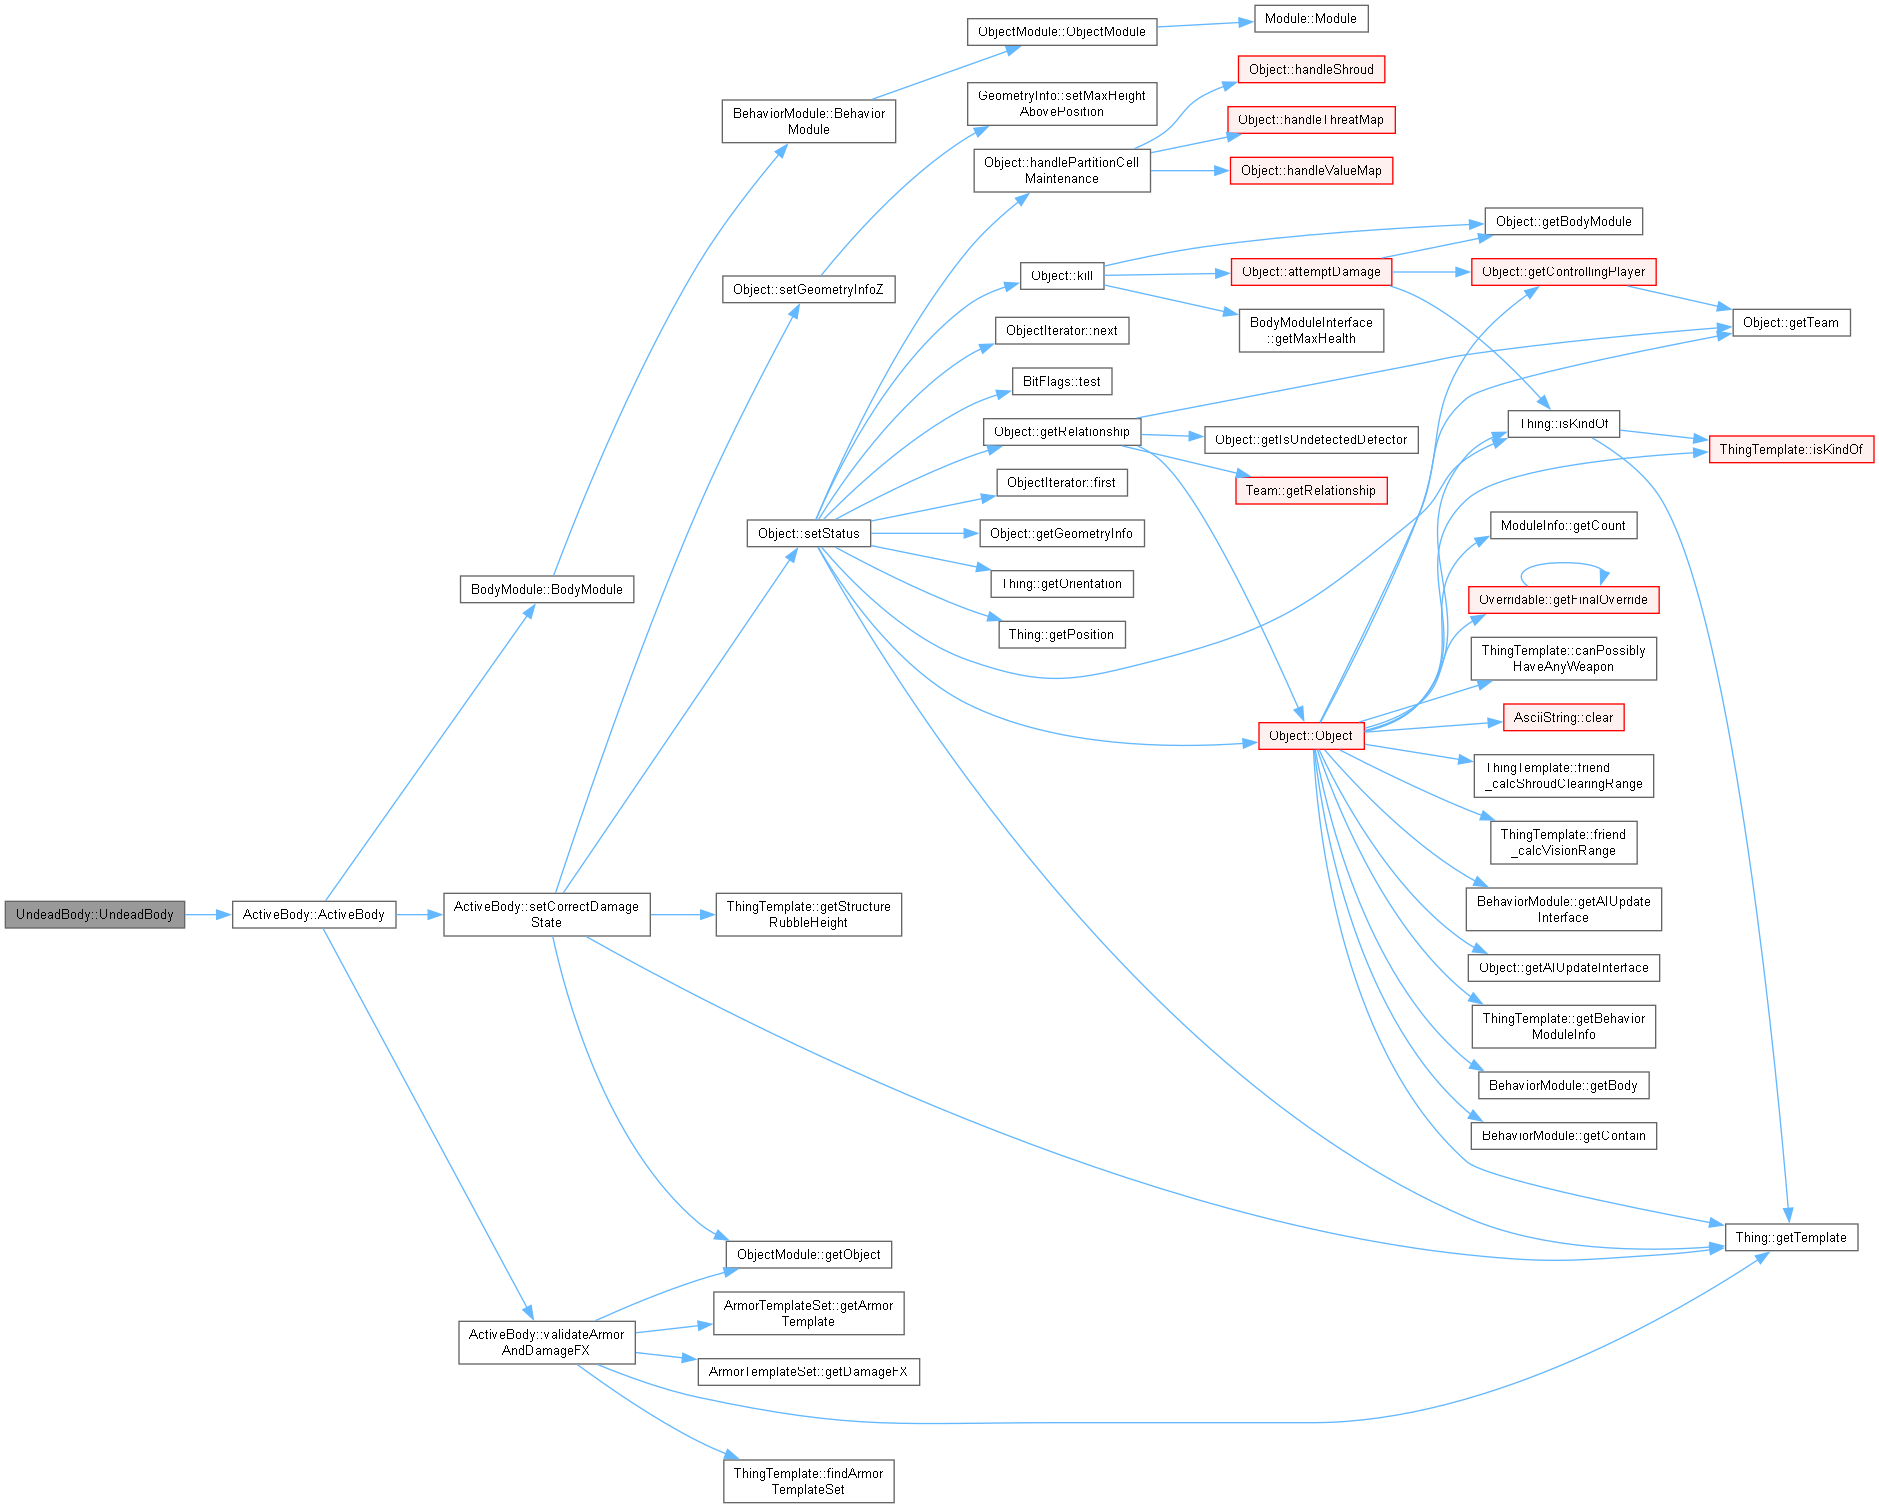 UndeadBody::UndeadBody
ActiveBody::ActiveBody
BodyModule::BodyModule
BehaviorModule::Behavior
Module
ObjectModule::ObjectModule
Module::Module
ActiveBody::setCorrectDamage
State
Object::setGeometryInfoZ
GeometryInfo::setMaxHeight
AbovePosition
Object::setStatus
Object::handlePartitionCell
Maintenance
Object::handleShroud
Object::handleThreatMap
Object::handleValueMap
Object::kill
Object::getBodyModule
Object::attemptDamage
Object::getControllingPlayer
Object::getTeam
BodyModuleInterface
::getMaxHealth
ObjectIterator::next
BitFlags::test
Object::getRelationship
Object::getIsUndetectedDefector
Team::getRelationship
Thing::isKindOf
ThingTemplate::isKindOf
ObjectIterator::first
Object::getGeometryInfo
Thing::getOrientation
Thing::getPosition
Object::Object
ModuleInfo::getCount
Overridable::getFinalOverride
ThingTemplate::canPossibly
HaveAnyWeapon
AsciiString::clear
ThingTemplate::friend
_calcShroudClearingRange
ThingTemplate::friend
_calcVisionRange
BehaviorModule::getAIUpdate
Interface
Object::getAIUpdateInterface
ThingTemplate::getBehavior
ModuleInfo
BehaviorModule::getBody
BehaviorModule::getContain
Thing::getTemplate
ThingTemplate::getStructure
RubbleHeight
ObjectModule::getObject
ActiveBody::validateArmor
AndDamageFX
ArmorTemplateSet::getArmor
Template
ArmorTemplateSet::getDamageFX
ThingTemplate::findArmor
TemplateSet